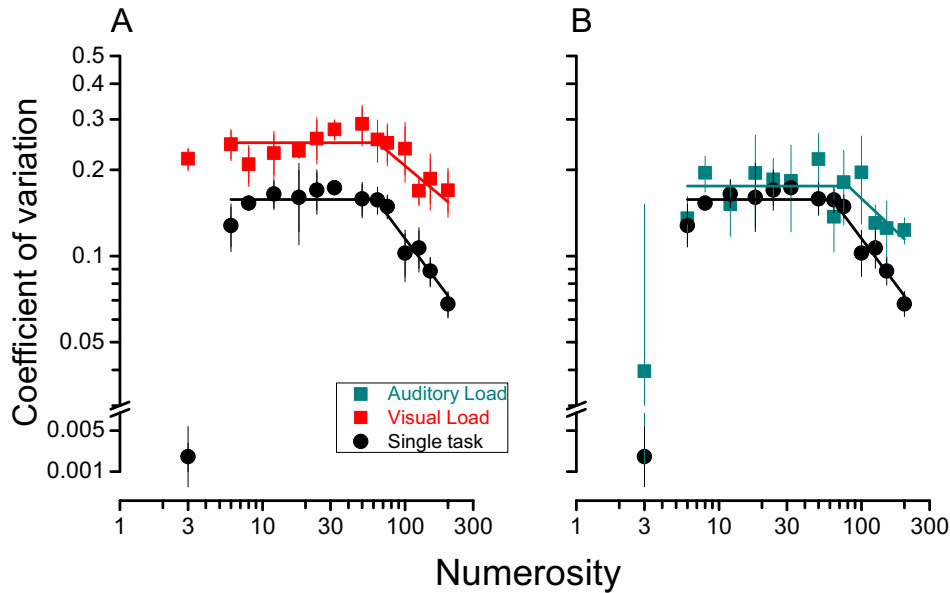 A
B
Coefficient of variation
0.5
0.4
0.3
0.2
0.1
0.05
0.005
0.001
Auditory Load
Visual Load
Single task
1 3 10 30 100 300
1 3 10 30 100 300
Numerosity